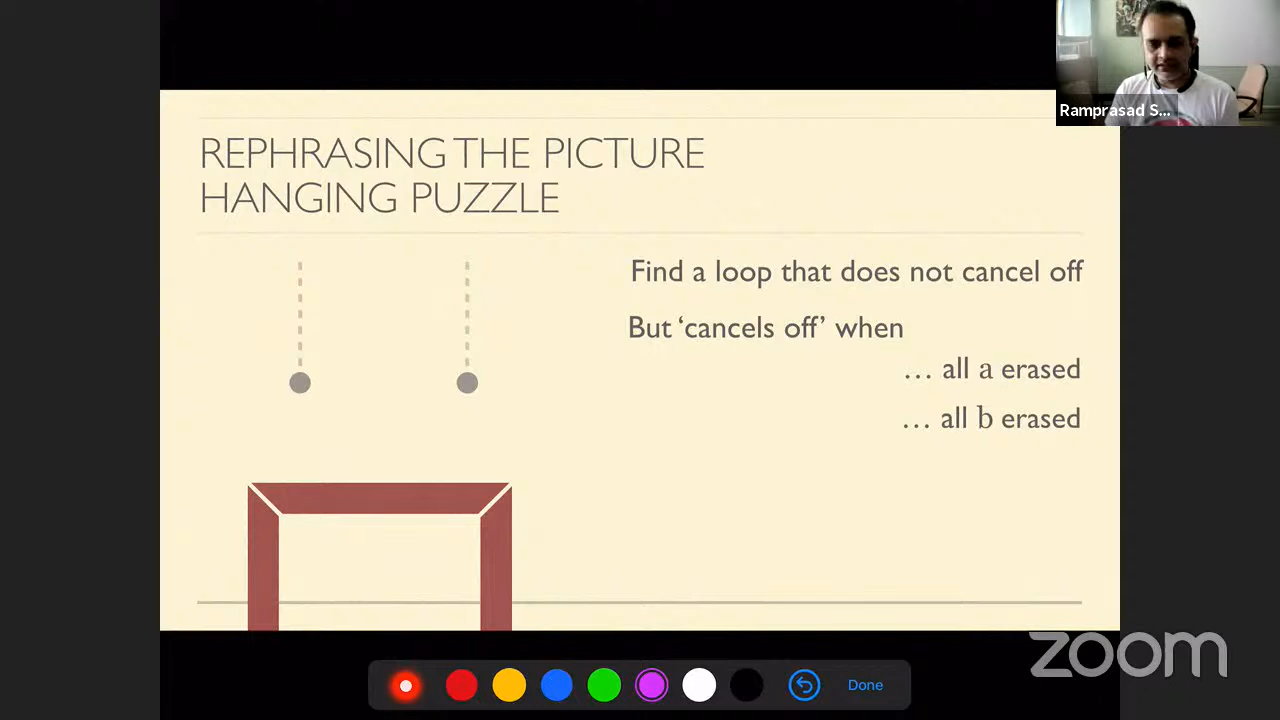 Ramprasad S...
REPHRASING THE PICTURE
HANGING PUZZLE
Find a loop that does not cancel off
But ‘cancels off’ when
... all a erased
... all b erased
zoom
Done